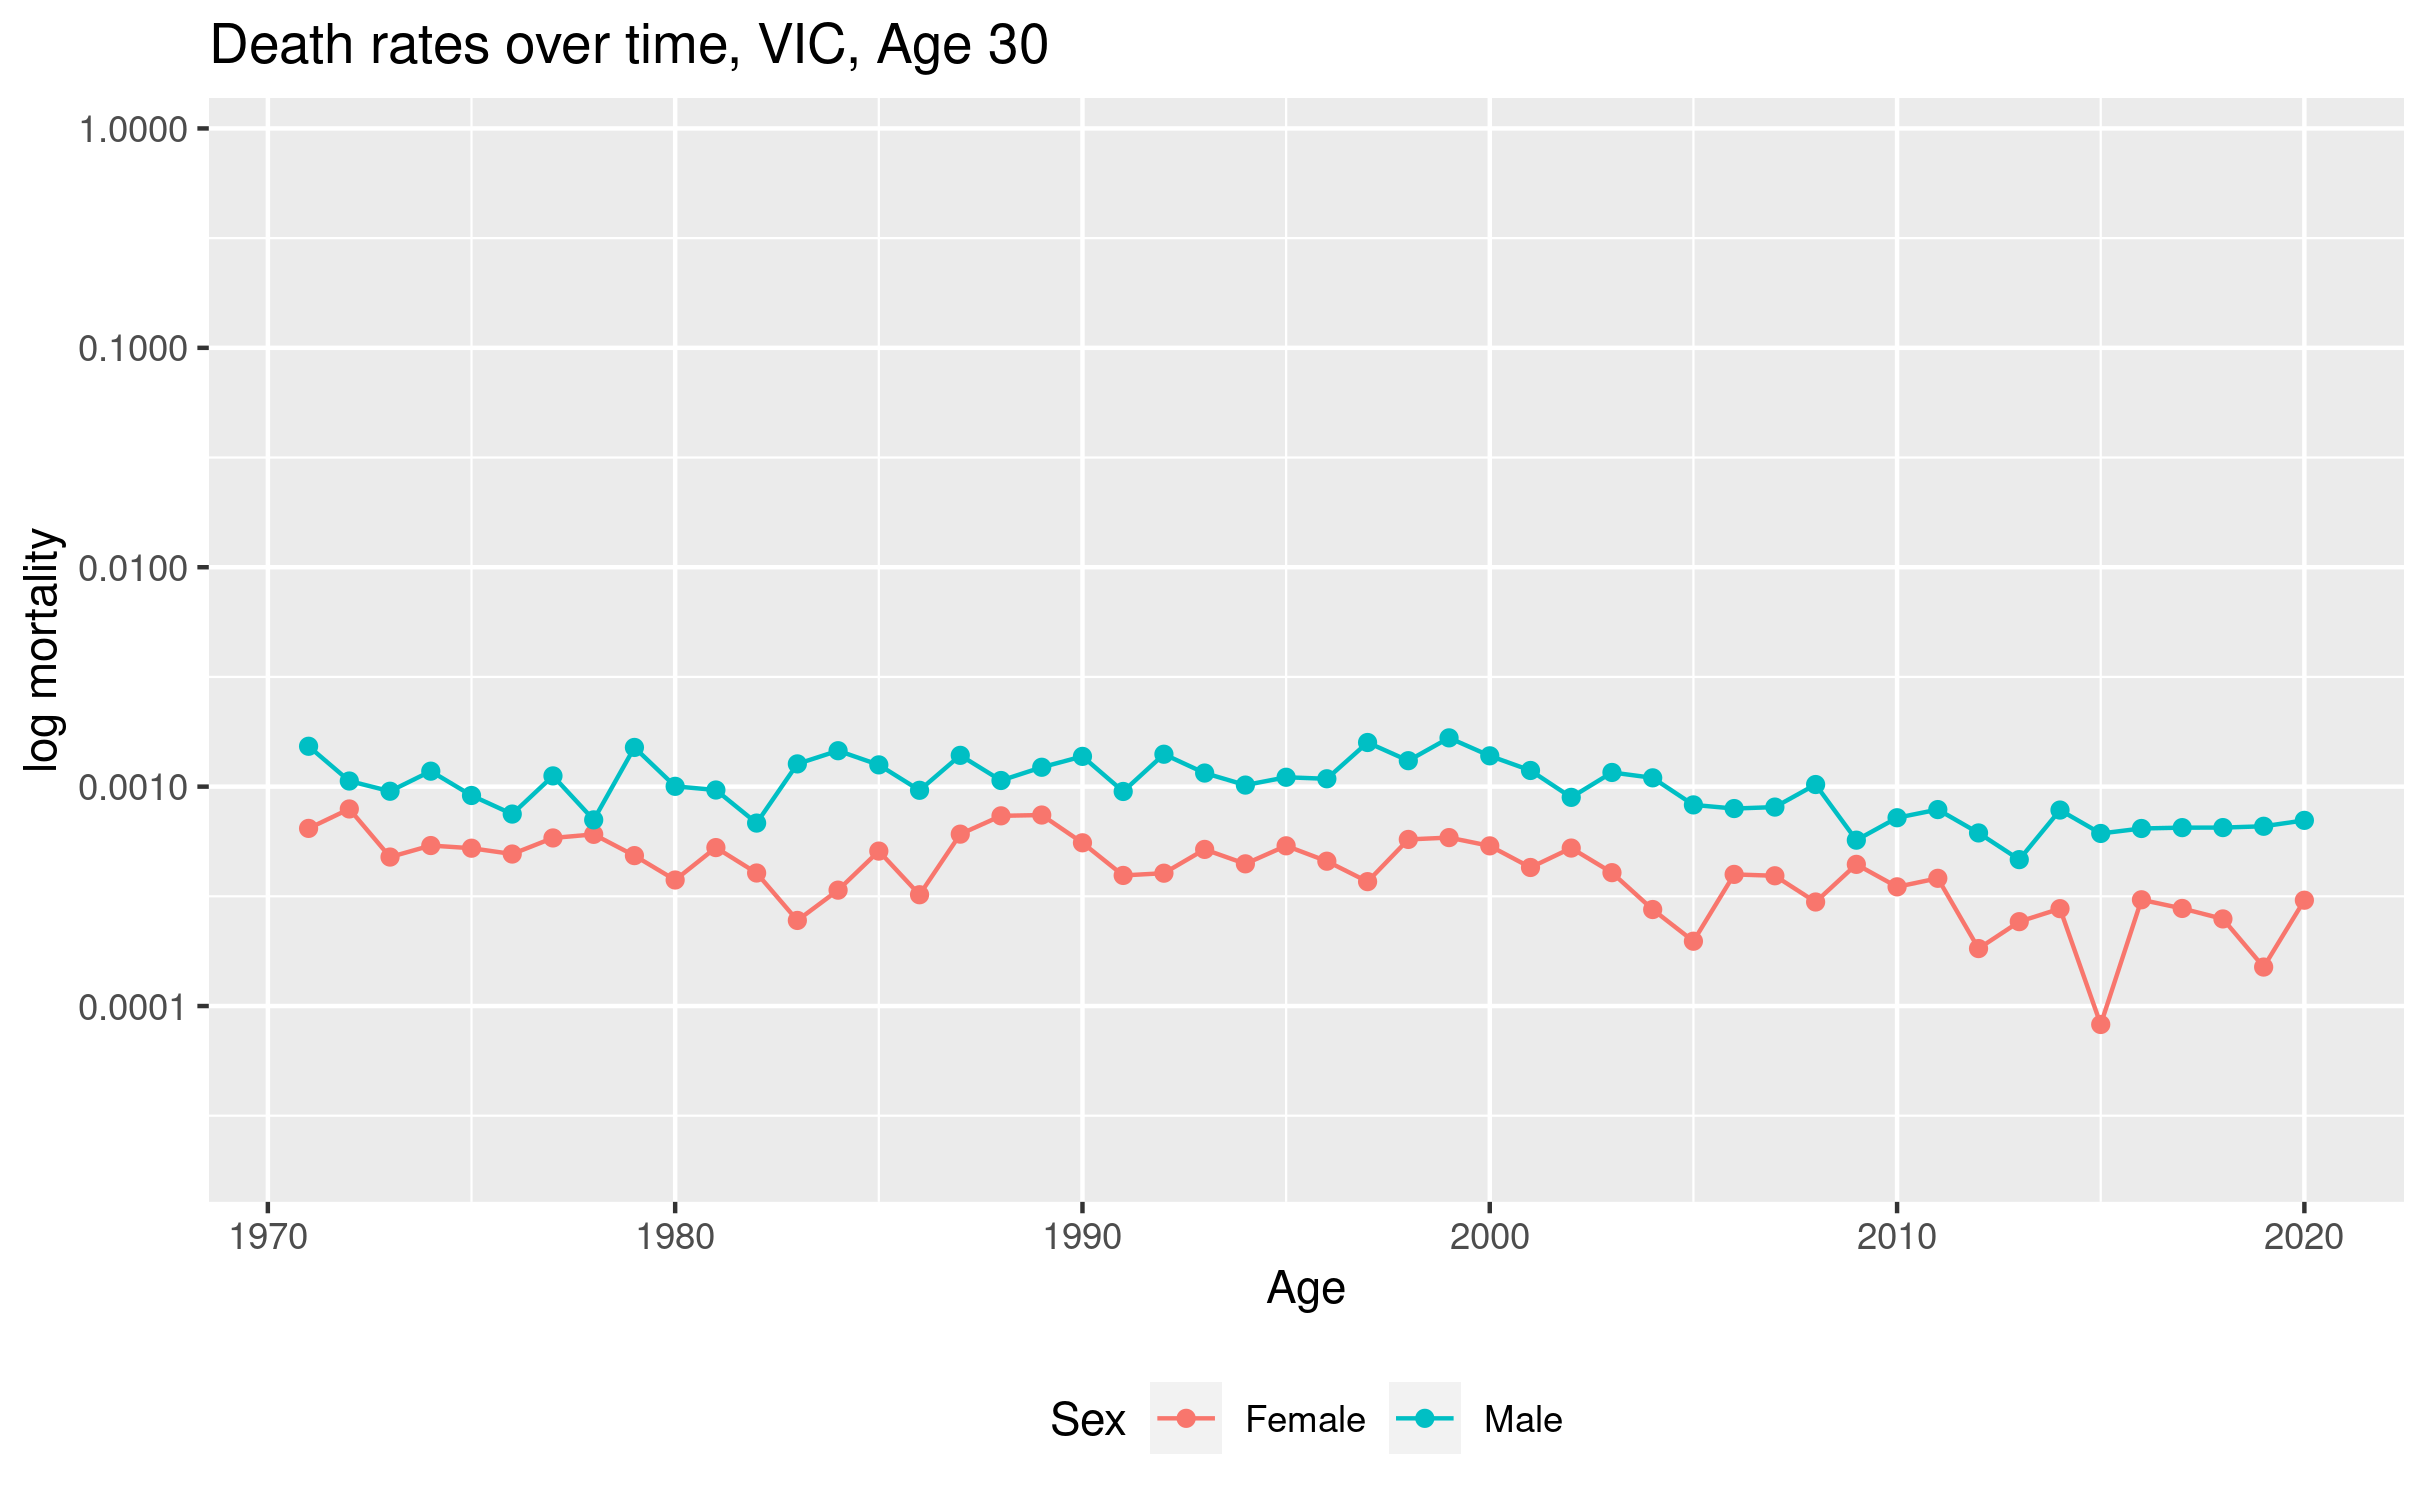 Death rates over time, VIC, Age 30
log mortality
1.0000
0.1000
0.0100
0.0010
0.0001
1970 1980 1990 2000 2010 2020
Age
Sex Female Male